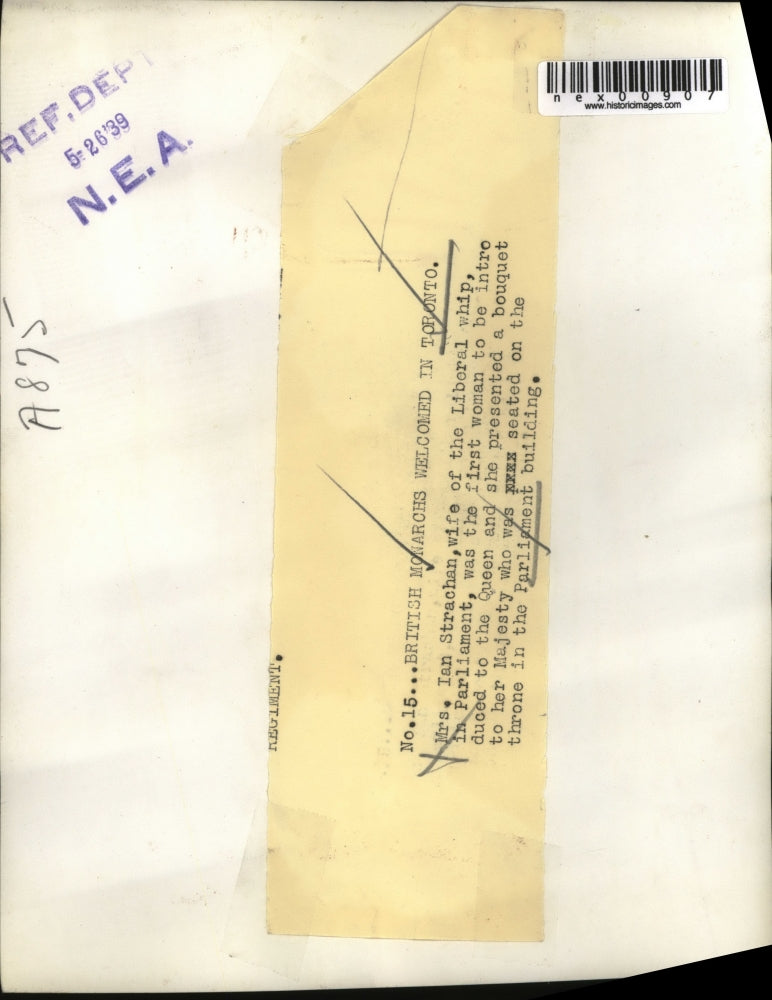 REF. DEPT
5-26'39
N.E.A.
nex00907
www.historicimages.com
A875
REGIMENT.
No.15...BRITISH MONARCHS WELCOMED IN TORONTO.
Mrs. Ian Strachan,wife of the Liberal whip,
in Parliament, was the first woman to be intro
duced to the Queen and she presented a bouquet
to her Majesty who was seated on the
throne in the Parliament building.